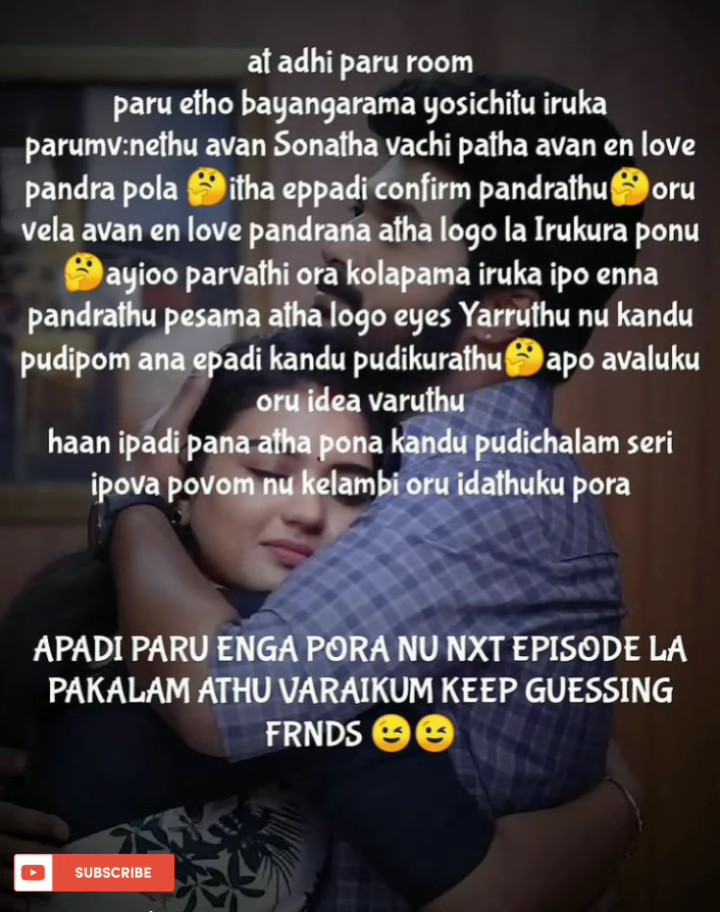 at adhi paru room
paru etho bayangarama yosichitu iruka
parumv:nethu avan Sonatha vachi patha avan en love
pandra pola 🤔itha eppadi confirm pandrathu🤔oru
vela avan en love pandrana atha logo la Irukura ponu
🤔ayioo parvathi ora kolapama iruka ipo enna
pandrathu pesama atha logo eyes Yarruthu nu kandu
pudipom ana epadi kandu pudikurathu🤔apo avaluku
oru idea varuthu
haan ipadi pana atha pona kandu pudichalam seri
ipova povom nu kelambi oru idathuku pora
APADI PARU ENGA PORA NU NXT EPISODE LA
PAKALAM ATHU VARAIKUM KEEP GUESSING
FRNDS 😉😉
SUBSCRIBE